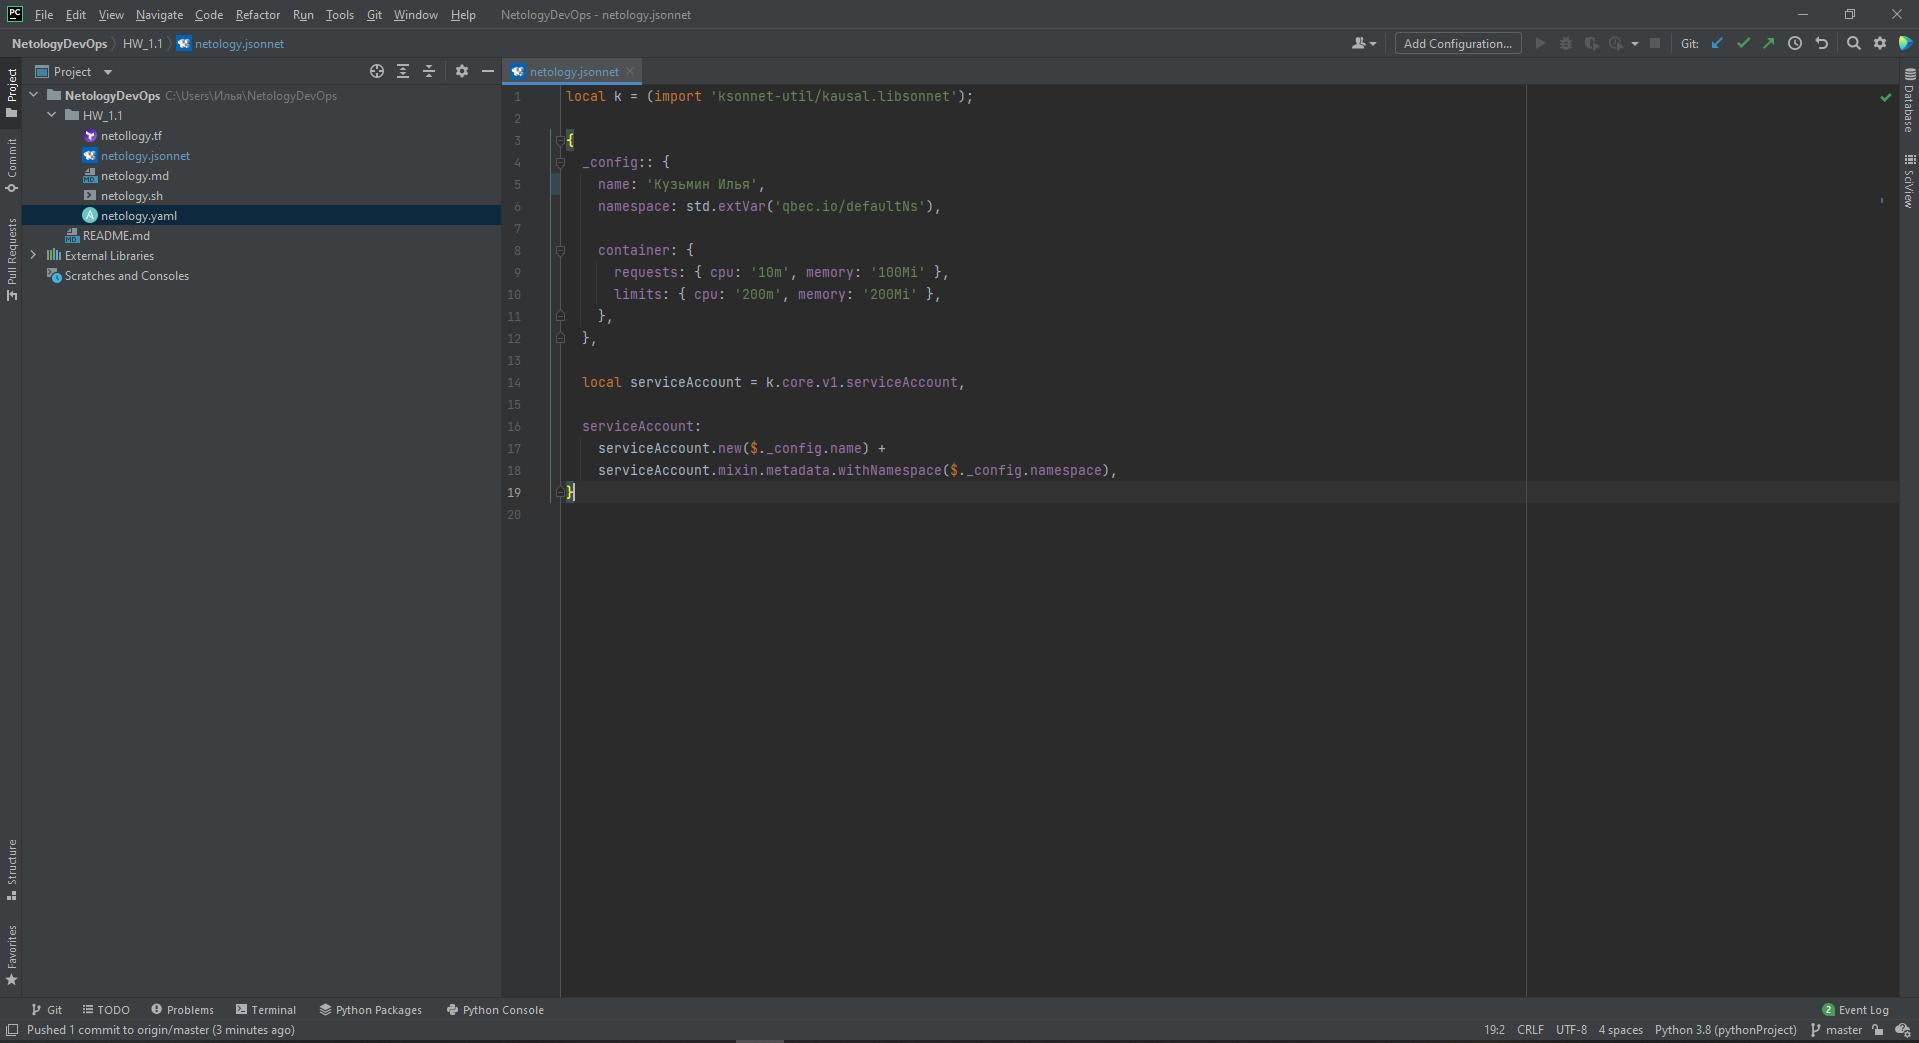 PC File Edit View Navigate Code Refactor Run Tools Git Window Help NetologyDevOps - netology.jsonnet
NetologyDevOps HW_1.1 netology.jsonnet Add Configuration... Git:
Project
Commit
Pull Requests
Structure
Favorites
Project
NetologyDevOps C:\Users\Илья\NetologyDevOps
HW_1.1
netollogy.tf
netology.jsonnet
netology.md
netology.sh
netology.yaml
README.md
External Libraries
Scratches and Consoles
netology.jsonnet
1 local k = (import 'ksonnet-util/kausal.libsonnet');
2
3 {
4 _config:: {
5 name: 'Кузьмин Илья',
6 namespace: std.extVar('qbec.io/defaultNs'),
7
8 container: {
9 requests: { cpu: '10m', memory: '100Mi' },
10 limits: { cpu: '200m', memory: '200Mi' },
11 },
12 },
13
14 local serviceAccount = k.core.v1.serviceAccount,
15
16 serviceAccount:
17 serviceAccount.new($._config.name) +
18 serviceAccount.mixin.metadata.withNamespace($._config.namespace),
19 }
20
Database
SciView
Git TODO Problems Terminal Python Packages Python Console 2 Event Log
Pushed 1 commit to origin/master (3 minutes ago) 19:2 CRLF UTF-8 4 spaces Python 3.8 (pythonProject) master